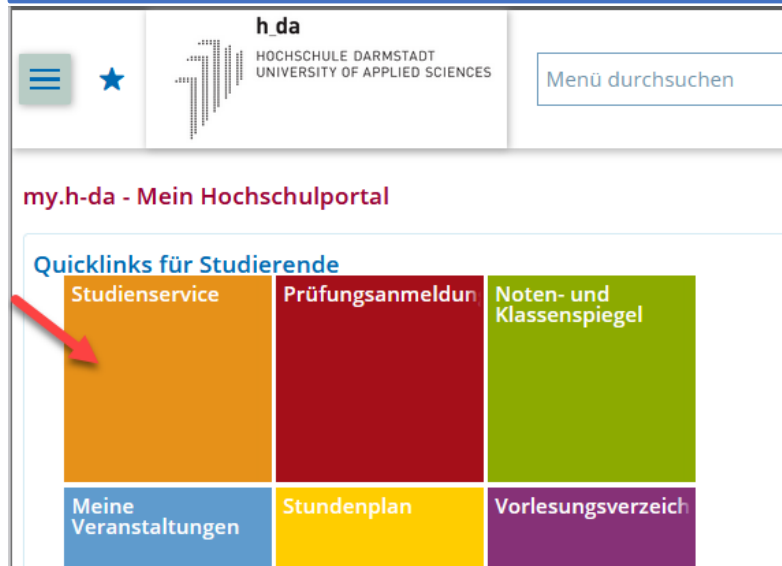 h_da
HOCHSCHULE DARMSTADT
UNIVERSITY OF APPLIED SCIENCES
Menü durchsuchen
my.h-da - Mein Hochschulportal
Quicklinks für Studierende
Studienservice
Prüfungsanmeldun
Noten- und
Klassenspiegel
Meine
Veranstaltungen
Stundenplan
Vorlesungsverzeich